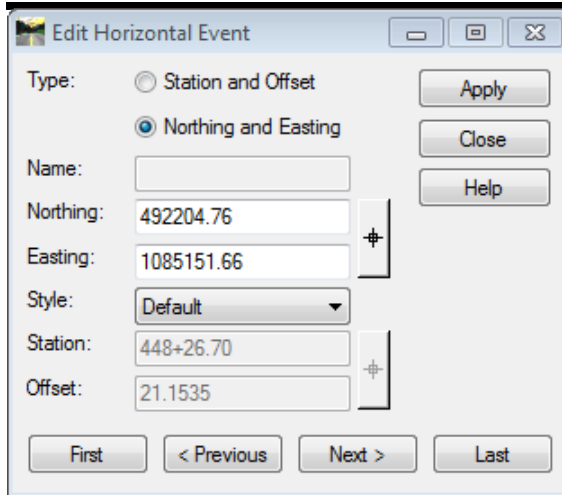 Edit Horizontal Event
Type: Station and Offset Apply
Northing and Easting Close
Name: Help
Northing: 492204.76
Easting: 1085151.66
Style: Default
Station: 448+26.70
Offset: 21.1535
First < Previous Next > Last